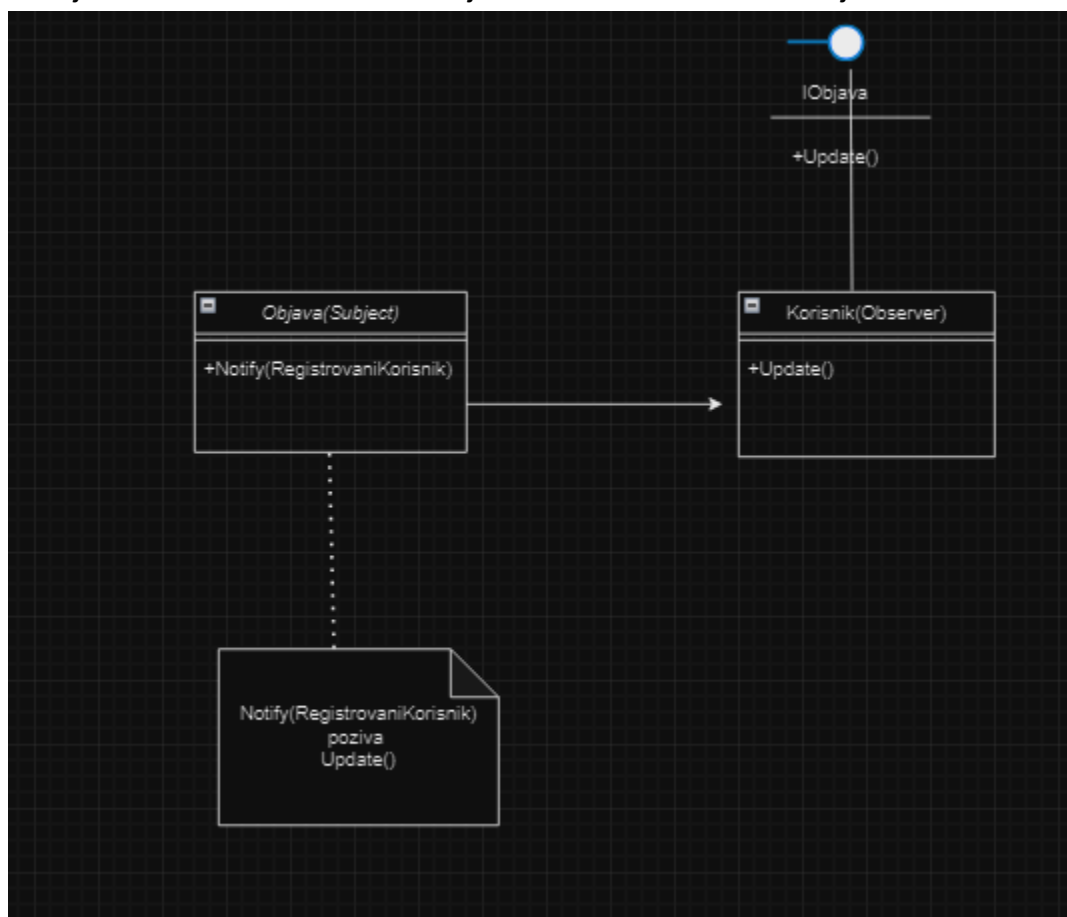 IObjava
+Update()
Objava(Subject)
+Notify(RegistrovaniKorisnik)
Korisnik(Observer)
+Update()
Notify(RegistrovaniKorisnik)
poziva
Update()